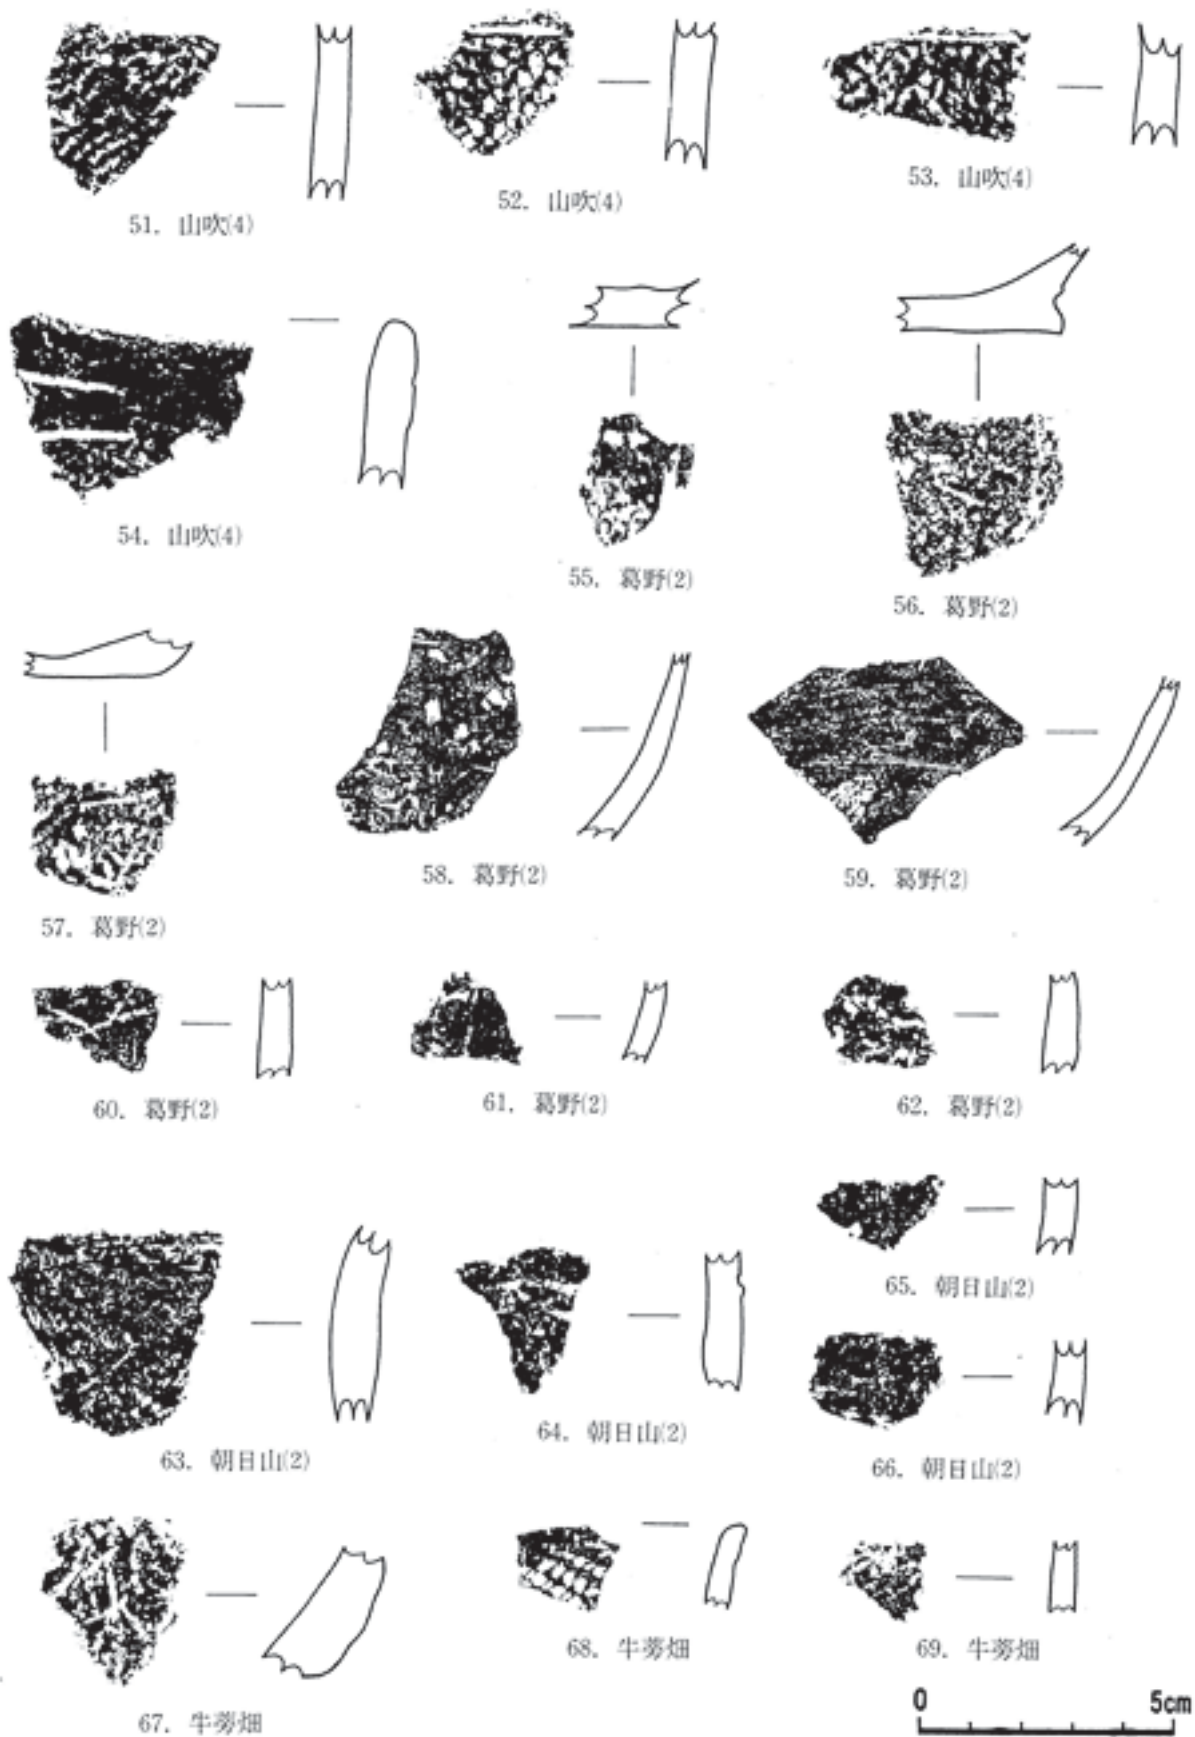 51. 山吹(4)
52. 山吹(4)
53. 山吹(4)
54. 山吹(4)
55. 葛野(2)
56. 葛野(2)
57. 葛野(2)
58. 葛野(2)
59. 葛野(2)
60. 葛野(2)
61. 葛野(2)
62. 葛野(2)
63. 朝日山(2)
64. 朝日山(2)
65. 朝日山(2)
66. 朝日山(2)
67. 牛蒡畑
68. 牛蒡畑
69. 牛蒡畑
0 5cm